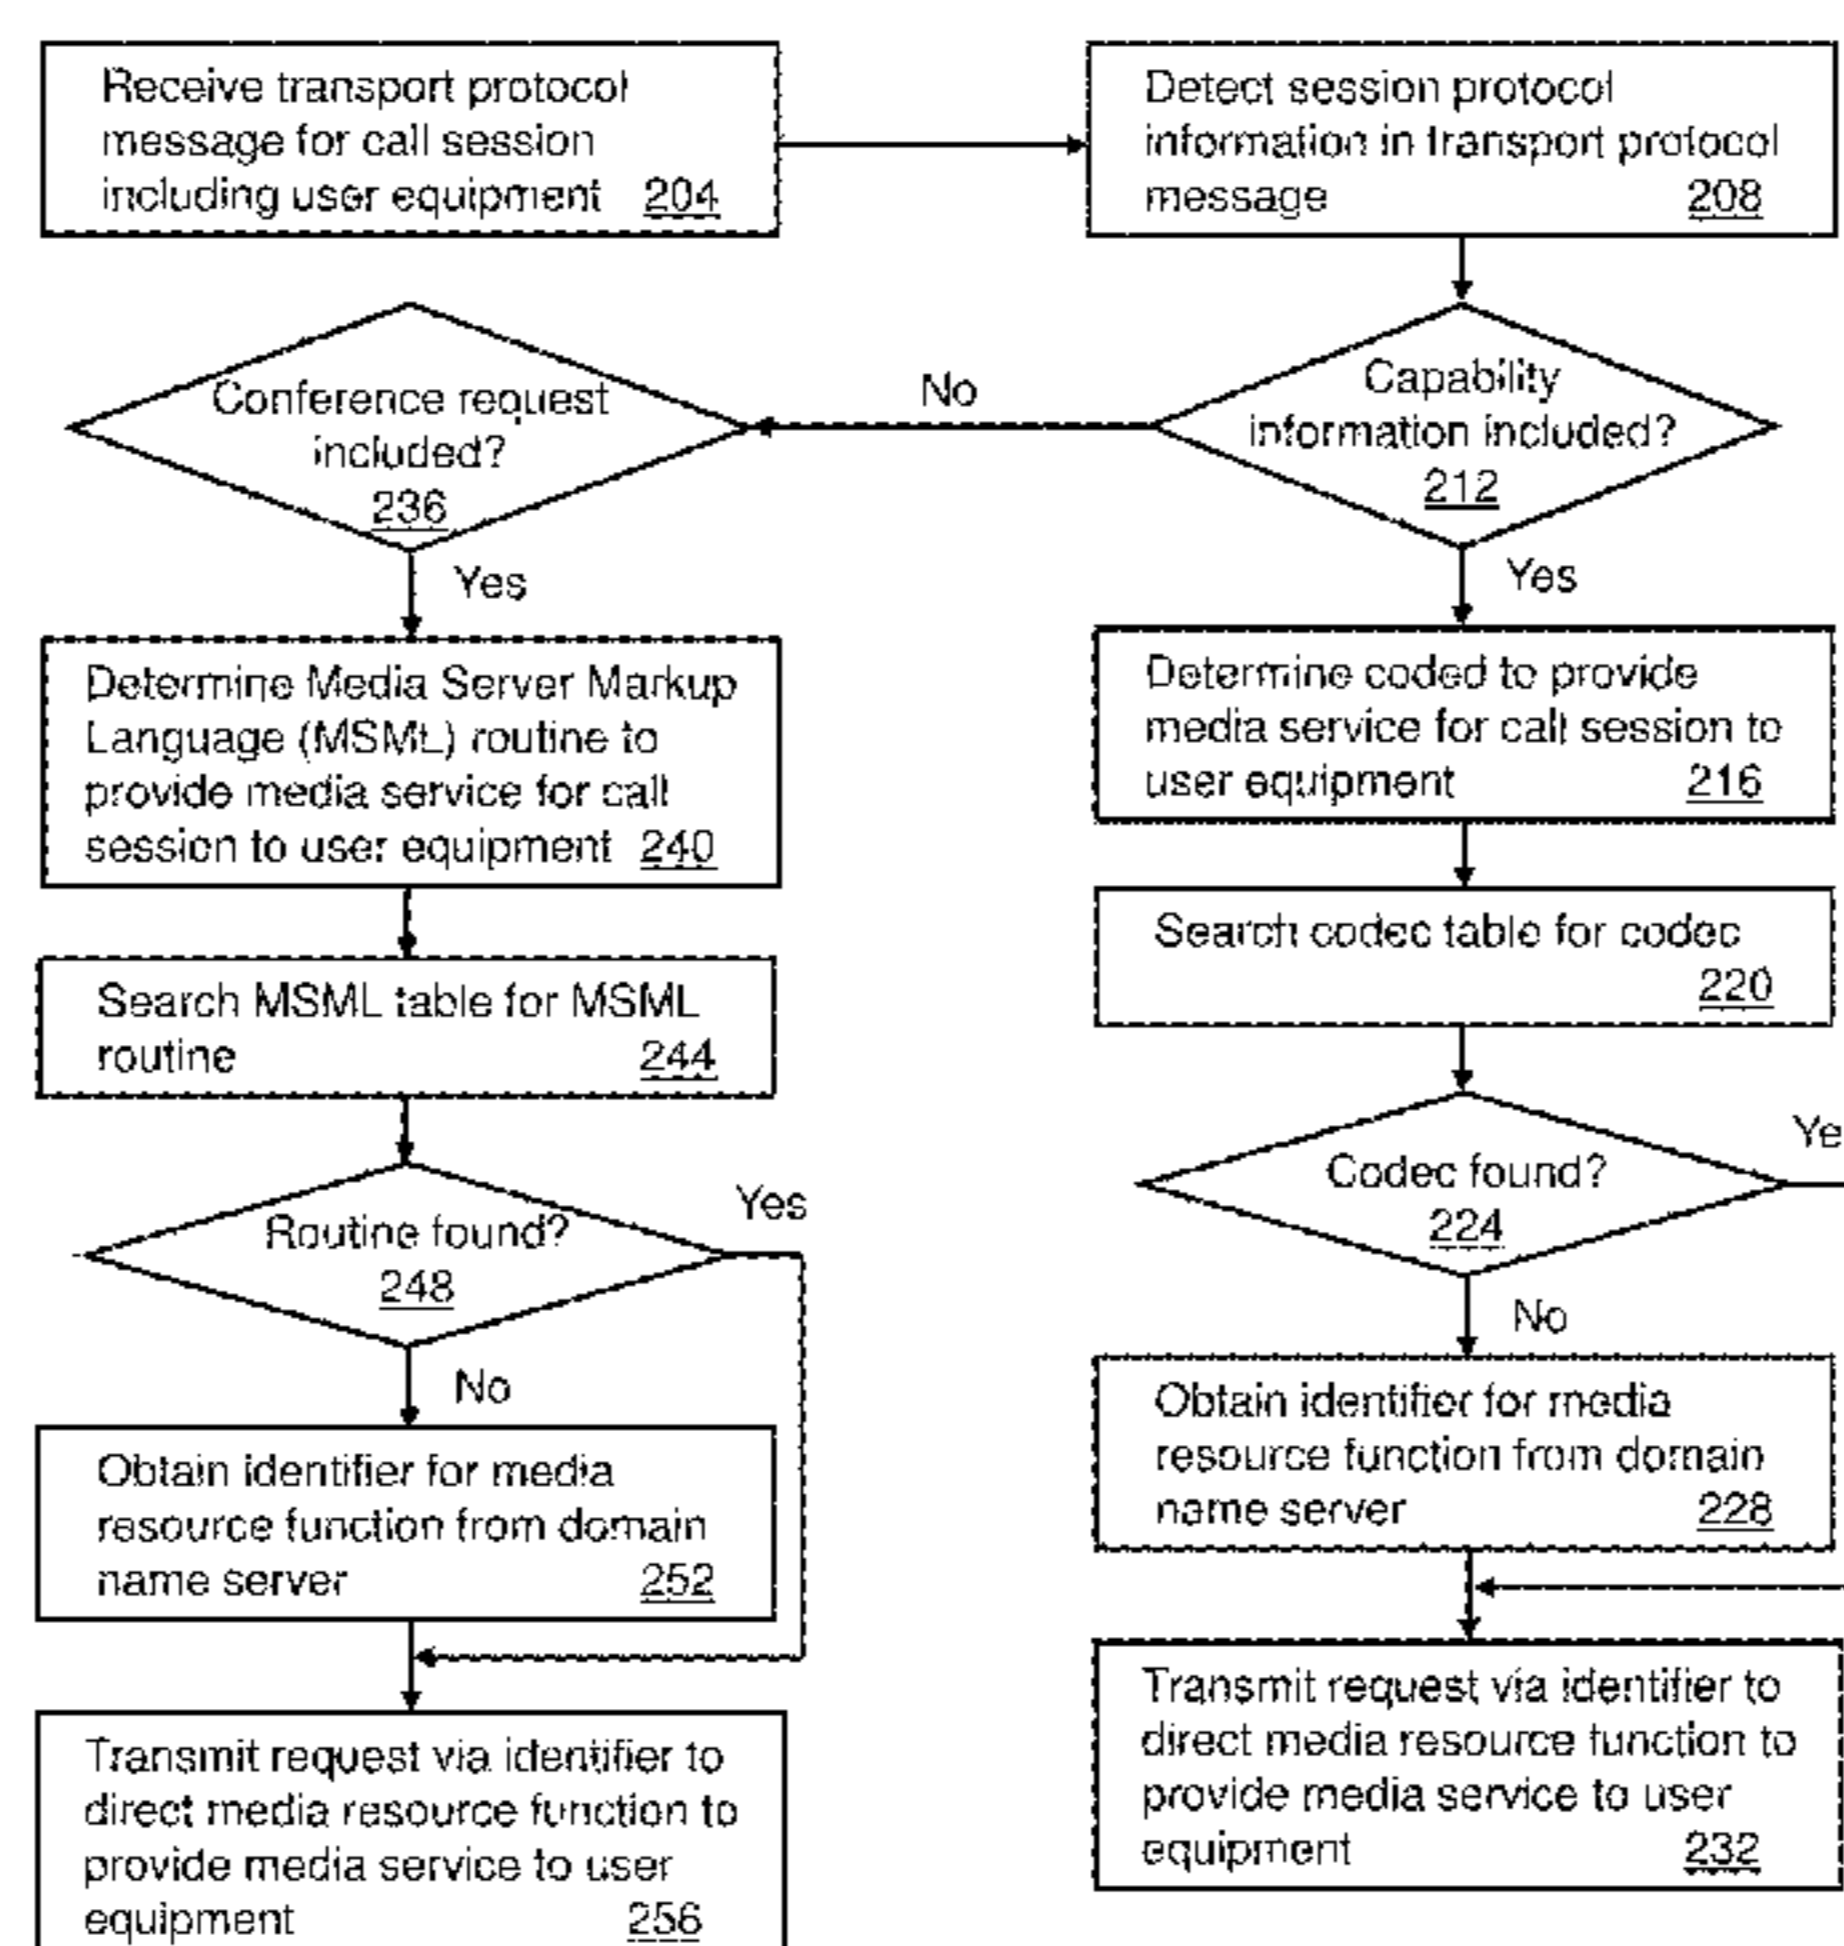 Receive transport protocol
message for call session
including user equipment 204
Detect session protocol
information in transport protocol
message 208
Capability
information included?
212
No
Conference request
included?
236
Yes
Yes
Determine Media Server Markup
Language (MSML) routine to
provide media service for call
session to user equipment 240
Determine coded to provide
media service for call session to
user equipment 216
Search codec table for codec
220
Search MSML table for MSML
routine 244
Codec found?
224
Ye
Routine found?
248
Yes
No
No
Obtain identifier for media
resource function from domain
name server 228
Obtain identifier for media
resource function from domain
name server 252
Transmit request via identifier to
direct media resource function to
provide media service to user
equipment 232
Transmit request via identifier to
direct media resource function to
provide media service to user
equipment 256